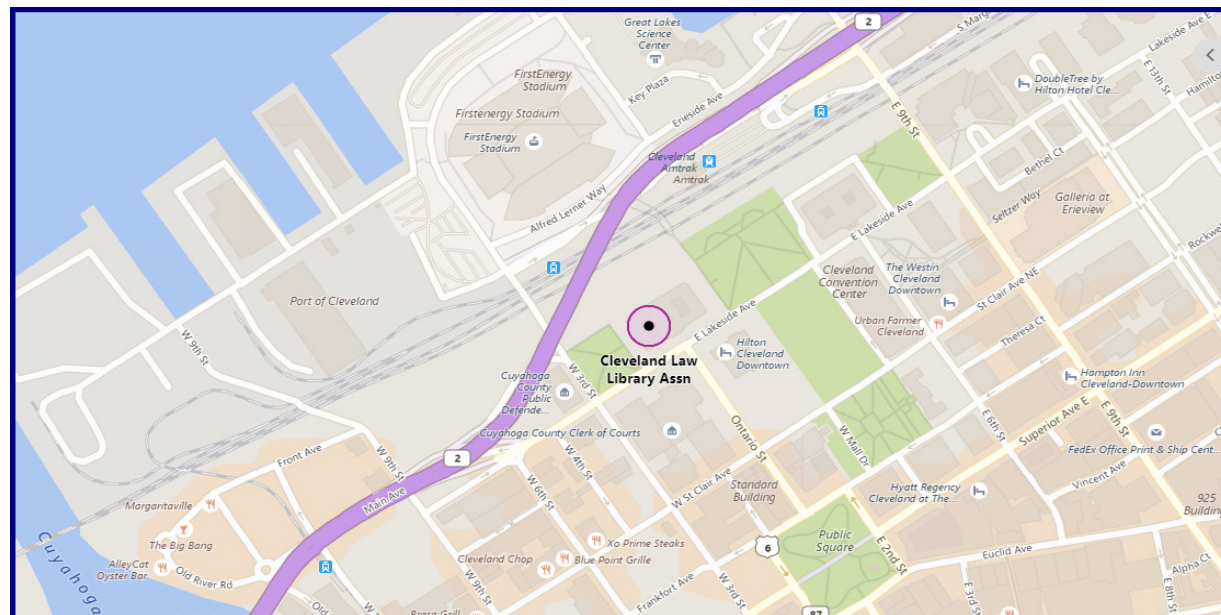 2
S Marg
Great Lakes
Science
Center
Lakeside Ave E
E 13th St
Hamilto
DoubleTree by
Hilton Hotel Cle...
FirstEnergy
Stadium
Key Plaza
Erieside Ave
E 9th St
Firstenergy Stadium
FirstEnergy
Stadium
Cleveland
Amtrak
Amtrak
Bethel Ct
Alfred Lerner Way
Seltzer Way
Galleria at
Erieview
E Lakeside Ave
Rockwel
Port of Cleveland
Cleveland
Convention
Center
The Westin
Cleveland
Downtown
St Clair Ave NE
Urban Farmer
Cleveland
E Lakeside Ave
Theresa Ct
W 9th St
Hilton
Cleveland
Downtown
Cleveland Law
Library Assn
W 3rd St
Cuyahoga
County
Public
Defende...
Hampton Inn
Cleveland-Downtown
E 6th St
Superior Ave E
E 9th St
Cuyahoga County Clerk of Courts
Ontario St
W Mall Dr
FedEx Office Print & Ship Cent...
2
Front Ave
W 9th St
W 4th St
W 6th St
W St Clair Ave
Standard
Building
Hyatt Regency
Cleveland at The...
Vincent Ave
925
Building
Main Ave
Margaritaville
The Big Bang
AlleyCat
Oyster Bar
Old River Rd
Cuyahoga
Xo Prime Steaks
Cleveland Chop
Blue Point Grille
6
Public
Square
E 2nd St
Euclid Ave
Alpha Ct
W 9th St
Frankfort Ave
W 3rd St
E 3rd St
E 8th St
87